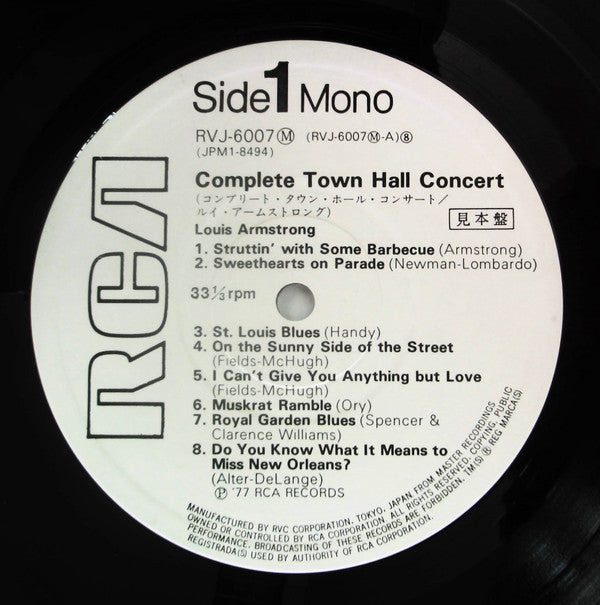 Side 1 Mono
RVJ-6007Ⓜ (RVJ-6007Ⓜ-A)⑧
(JPM1-8494)
RCA
Complete Town Hall Concert
(コンプリート・タウン・ホール・コンサート/
ルイ・アームストロング)
見本盤
Louis Armstrong
1. Struttin' with Some Barbecue (Armstrong)
2. Sweethearts on Parade (Newman-Lombardo)
33 1/3 rpm
3. St. Louis Blues (Handy)
4. On the Sunny Side of the Street
(Fields-McHugh)
5. I Can't Give You Anything but Love
(Fields-McHugh)
6. Muskrat Ramble (Ory)
7. Royal Garden Blues (Spencer &
Clarence Williams)
8. Do You Know What It Means to
Miss New Orleans?
(Alter-DeLange)
℗ '77 RCA RECORDS
MANUFACTURED BY RVC CORPORATION, TOKYO, JAPAN FROM MASTER RECORDINGS
OWNED OR CONTROLLED BY RCA CORPORATION. ALL RIGHTS RESERVED. COPYING, PUBLIC
PERFORMANCE, BROADCASTING OF THESE RECORDS ARE FORBIDDEN. TM(S) ® REG MARCA(S)
REGISTRADA(S) USED BY AUTHORITY OF RCA CORPORATION.